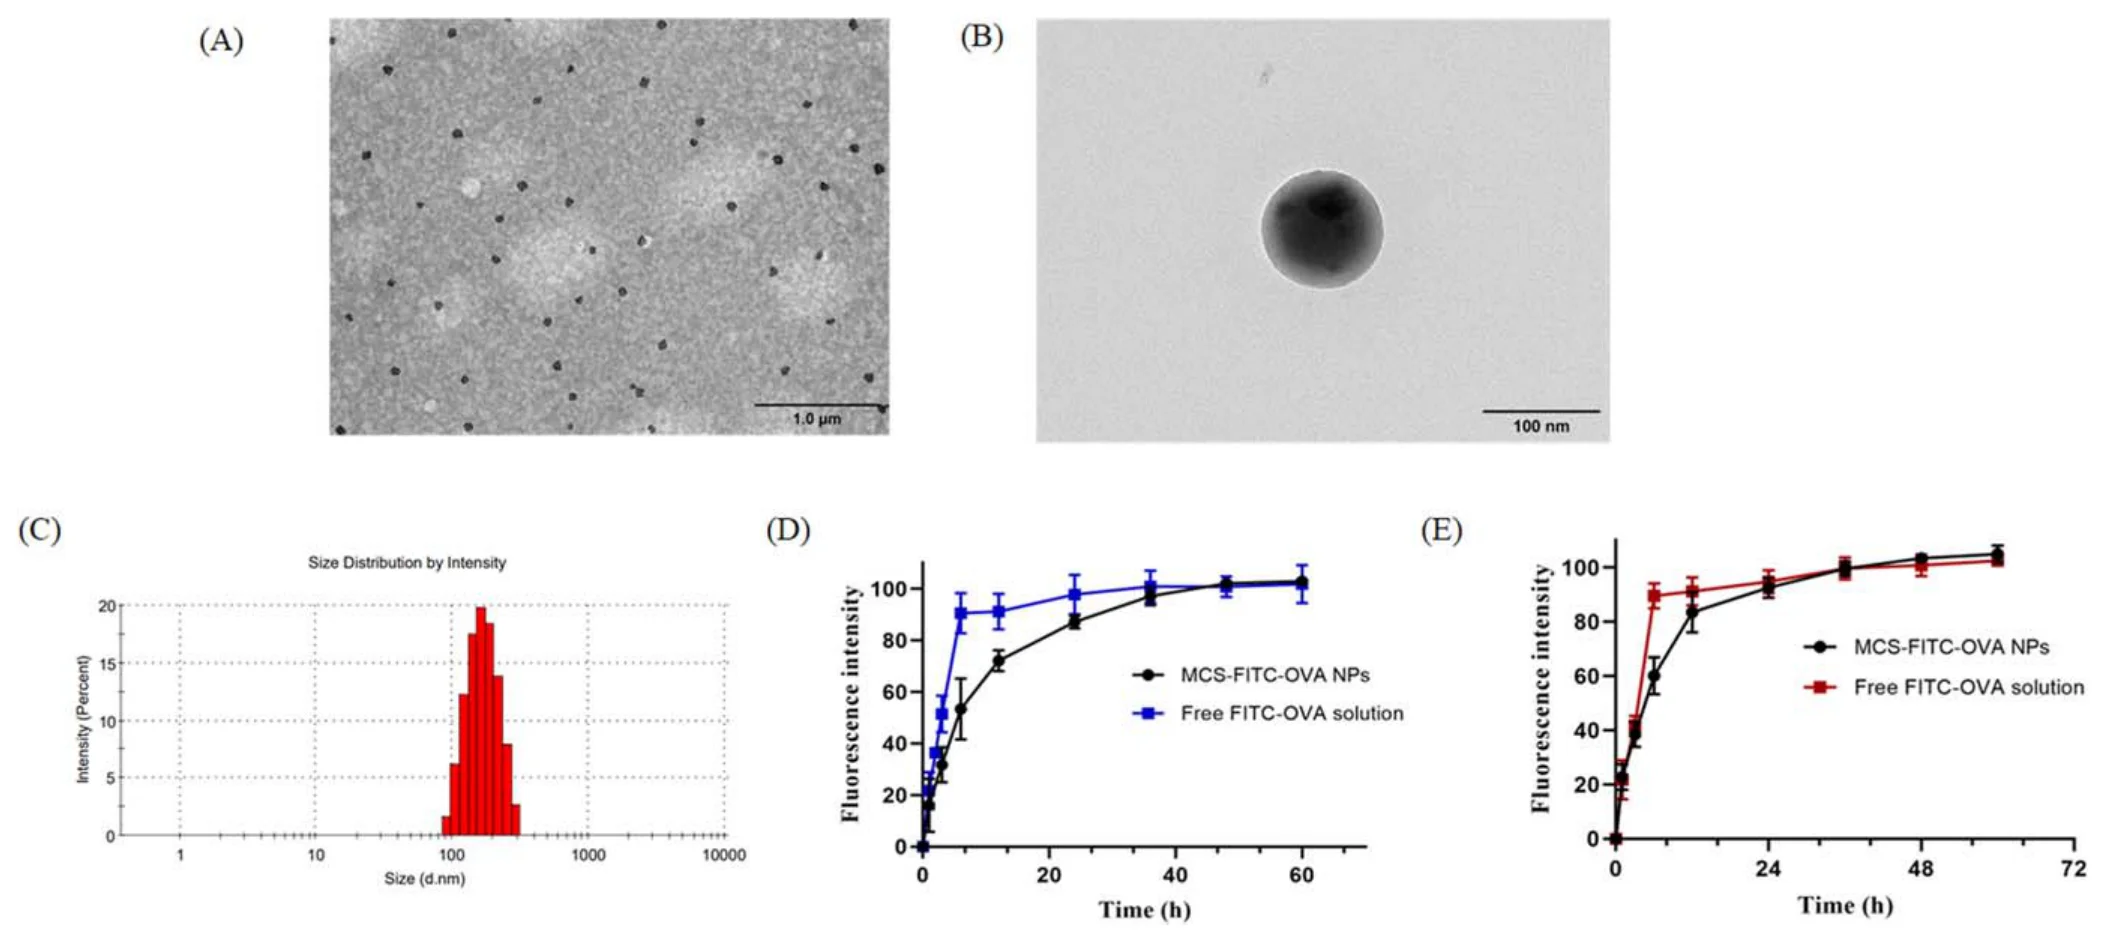 (A)
1.0 µm
(B)
100 nm
(C)
Size Distribution by Intensity
Intensity (Percent)
20
15
10
5
0
1
10
100
1000
10000
Size (d.nm)
(D)
Fluorescence intensity
100
80
60
40
20
0
MCS-FITC-OVA NPs
Free FITC-OVA solution
0
20
40
60
Time (h)
(E)
Fluorescence intensity
100
80
60
40
20
0
MCS-FITC-OVA NPs
Free FITC-OVA solution
0
24
48
72
Time (h)